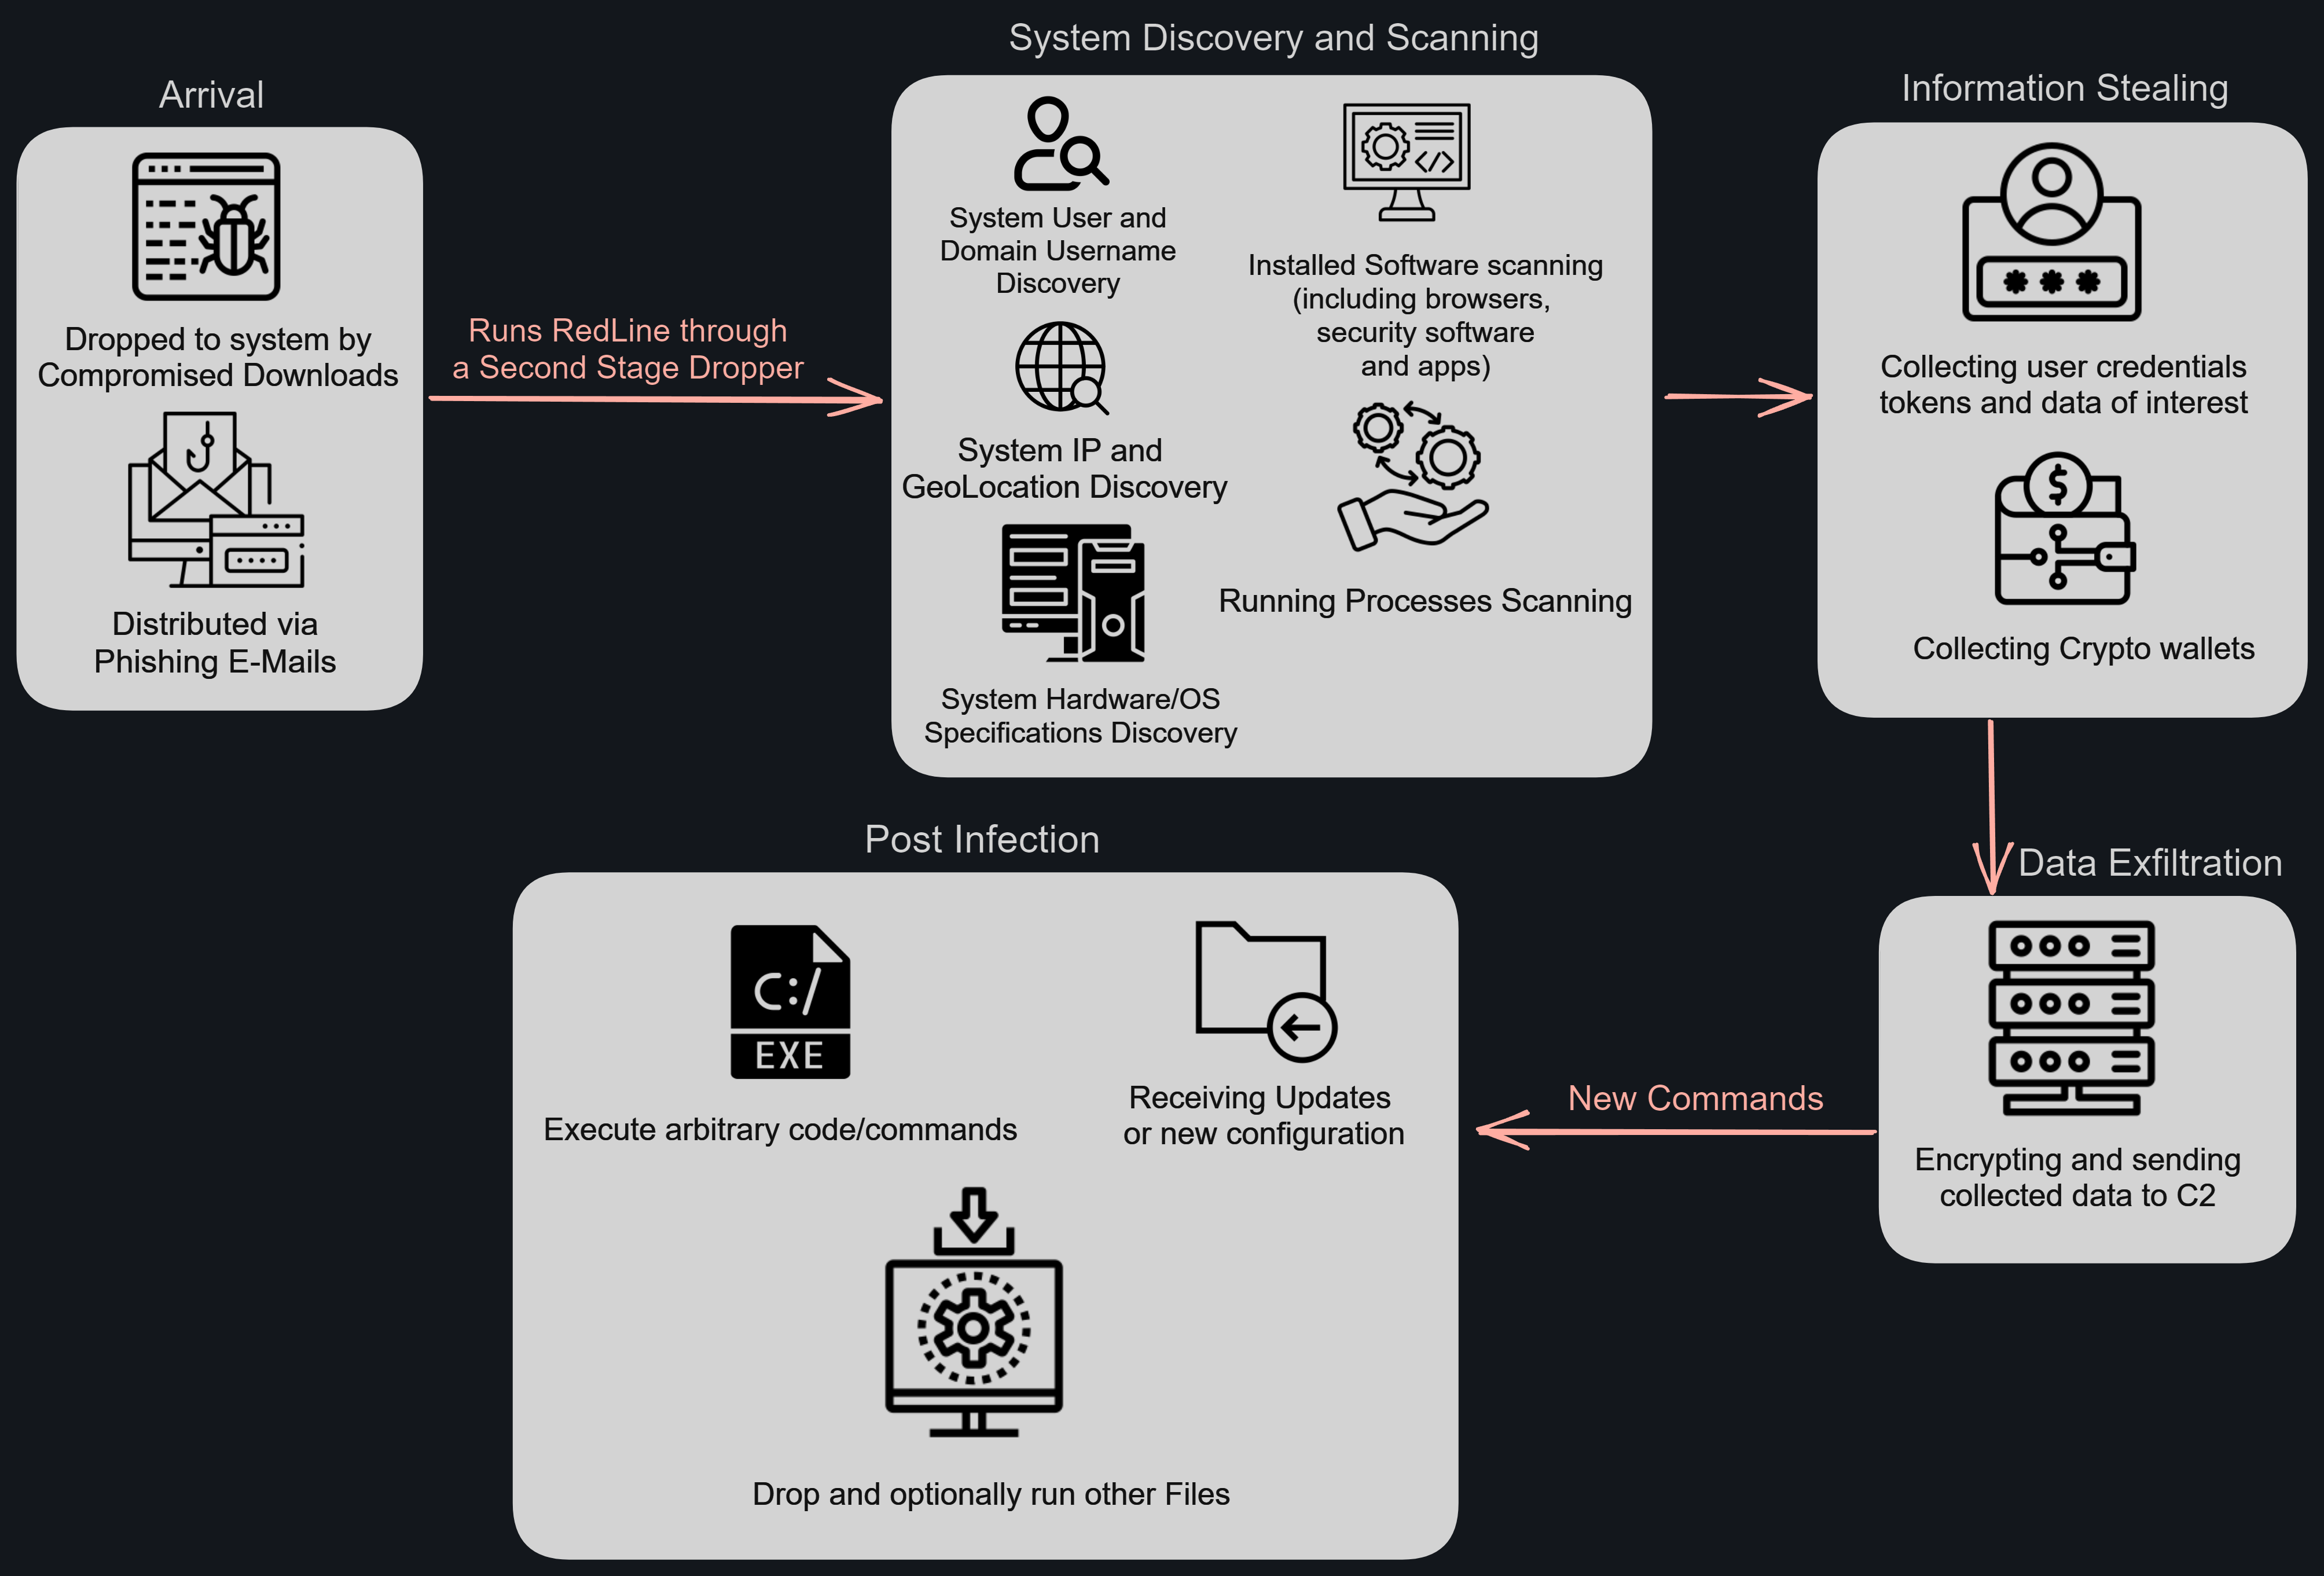 Arrival
Dropped to system by
Compromised Downloads
Distributed via
Phishing E-Mails
Runs RedLine through
a Second Stage Dropper
System Discovery and Scanning
System User and
Domain Username
Discovery
System IP and
GeoLocation Discovery
System Hardware/OS
Specifications Discovery
</>
Installed Software scanning
(including browsers,
security software
and apps)
Running Processes Scanning
Information Stealing
***
Collecting user credentials
tokens and data of interest
$
Collecting Crypto wallets
Data Exfiltration
Encrypting and sending
collected data to C2
New Commands
Post Infection
C:/
EXE
Execute arbitrary code/commands
Receiving Updates
or new configuration
Drop and optionally run other Files